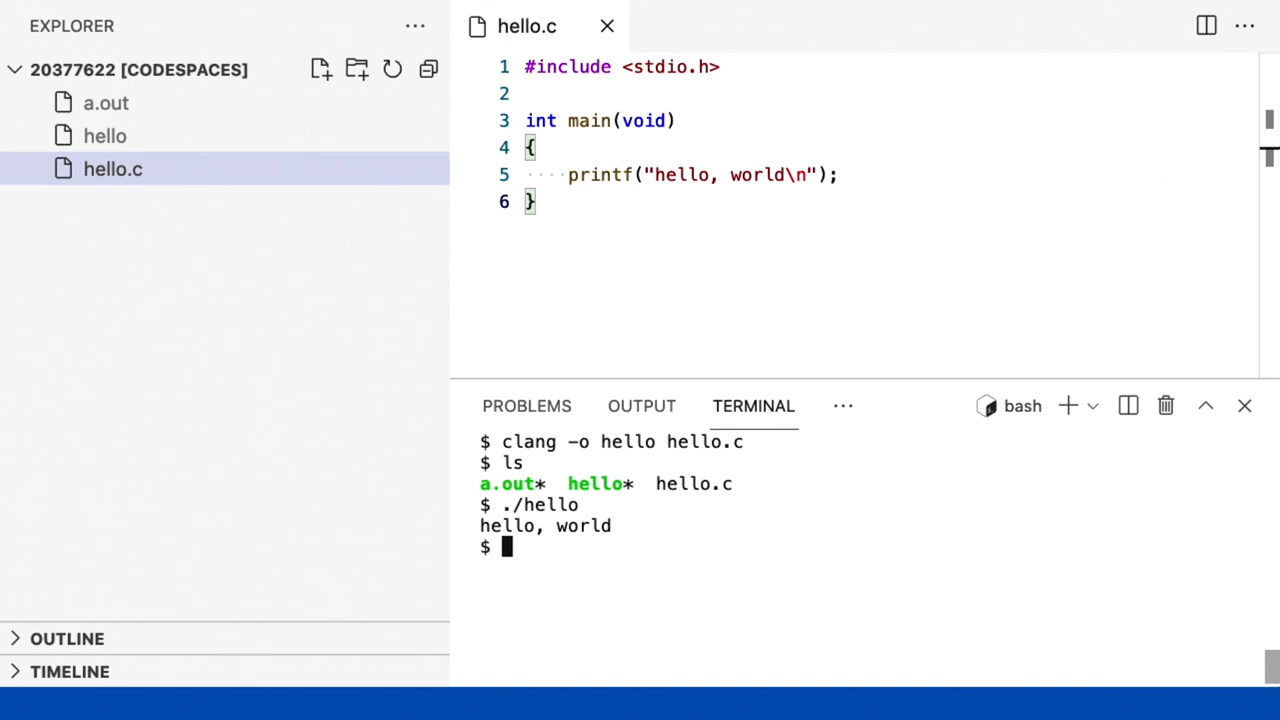 EXPLORER
20377622 [CODESPACES]
a.out
hello
hello.c
OUTLINE
TIMELINE
hello.c
1 #include <stdio.h>
2
3 int main(void)
4 {
5 ····printf("hello, world\n");
6 }
PROBLEMS OUTPUT TERMINAL ··· bash
$ clang -o hello hello.c
$ ls
a.out* hello* hello.c
$ ./hello
hello, world
$